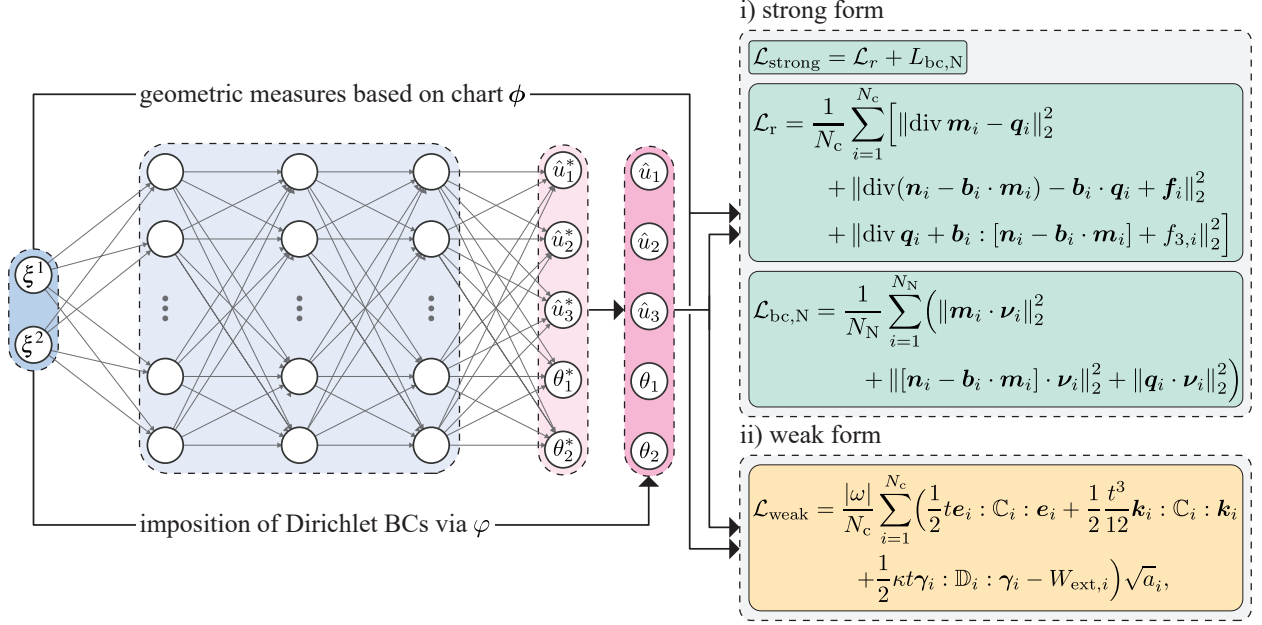 i) strong form
ℒ_strong = ℒ_r + L_bc,N
geometric measures based on chart ϕ
ℒ_r = 1/N_c ∑_{i=1}^{N_c} [‖div m_i − q_i‖₂²
+ ‖div(n_i − b_i · m_i) − b_i · q_i + f_i‖₂²
+ ‖div q_i + b_i : [n_i − b_i · m_i] + f_{3,i}‖₂²]
ξ¹
ξ²
û₁*
û₂*
û₃*
θ₁*
θ₂*
û₁
û₂
û₃
θ₁
θ₂
ℒ_bc,N = 1/N_N ∑_{i=1}^{N_N} (‖m_i · ν_i‖₂²
+ ‖[n_i − b_i · m_i] · ν_i‖₂² + ‖q_i · ν_i‖₂²)
ii) weak form
imposition of Dirichlet BCs via φ
ℒ_weak = |ω|/N_c ∑_{i=1}^{N_c} (1/2 t e_i : ℂ_i : e_i + 1/2 t³/12 k_i : ℂ_i : k_i
+ 1/2 κt γ_i : 𝔻_i : γ_i − W_ext,i) √a_i,